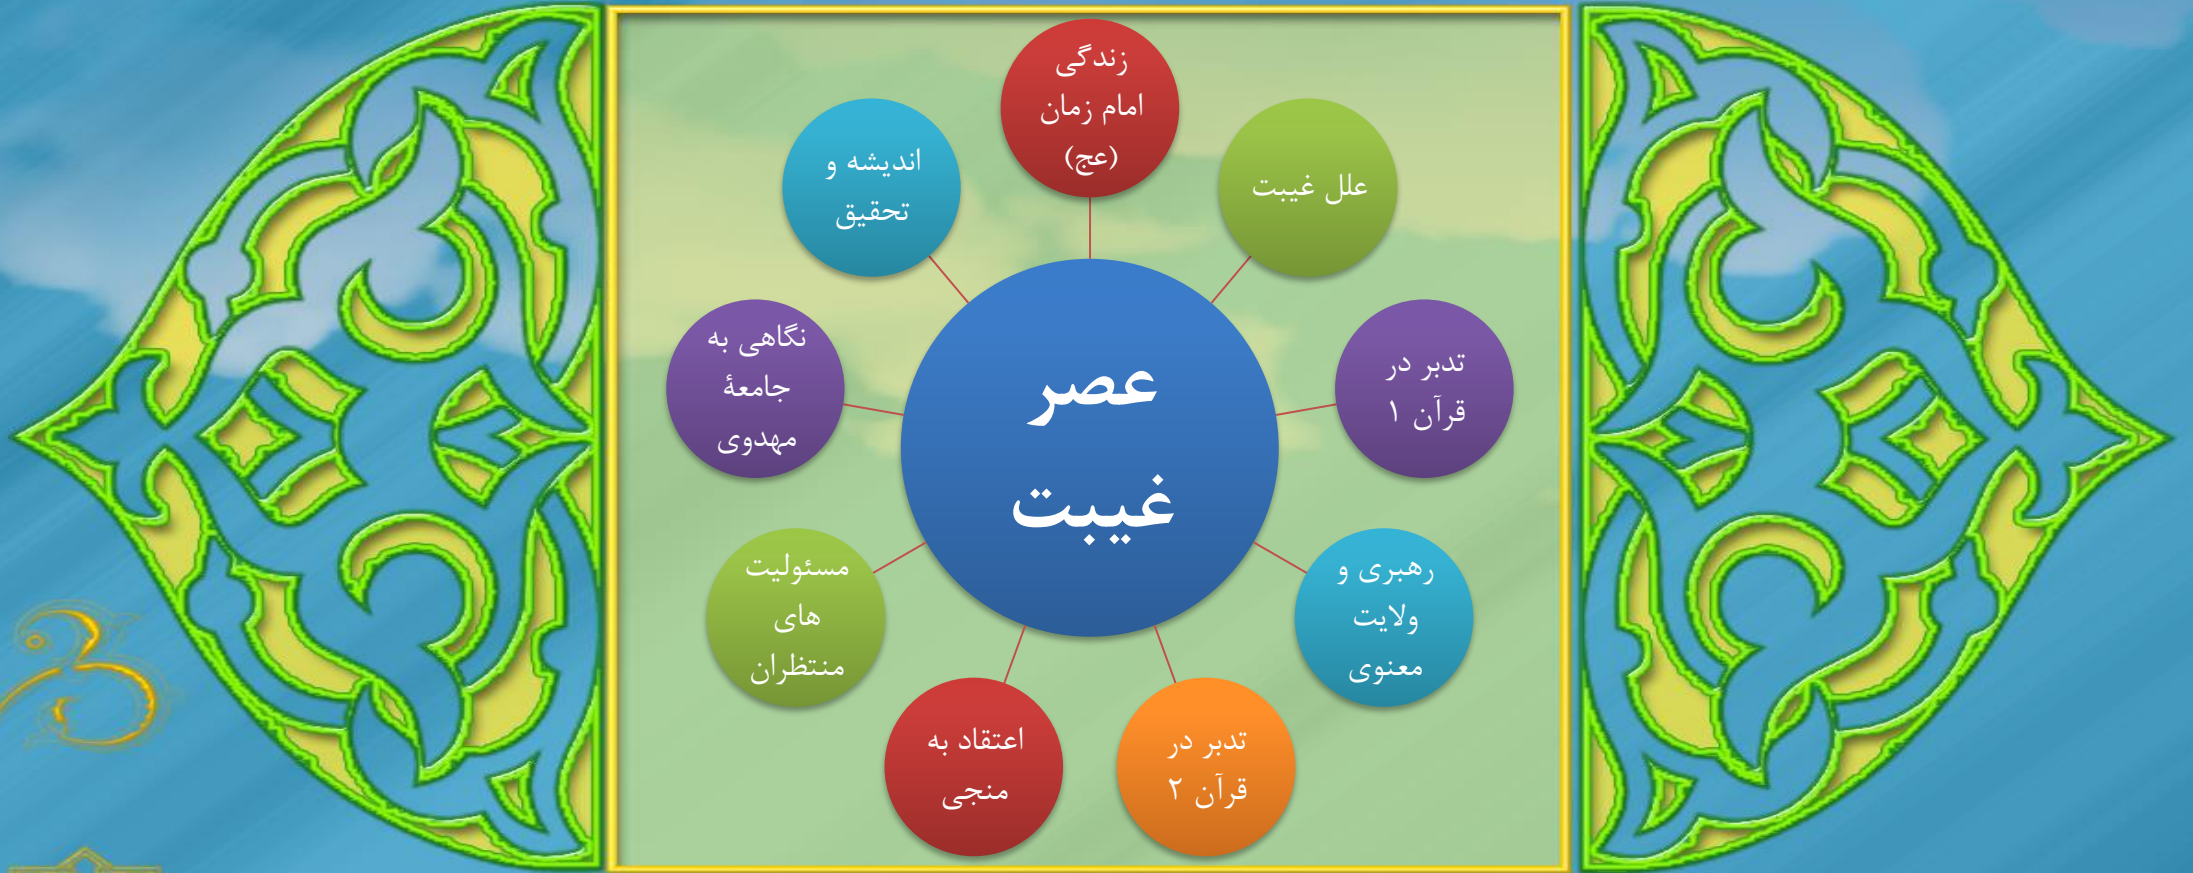 عصر
غیبت
زندگی
امام زمان
(عج)
علل غیبت
تدبر در
قرآن ۱
رهبری و
ولایت
معنوی
تدبر در
قرآن ۲
اعتقاد به
منجی
مسئولیت
های
منتظران
نگاهی به
جامعۀ
مهدوی
اندیشه و
تحقیق